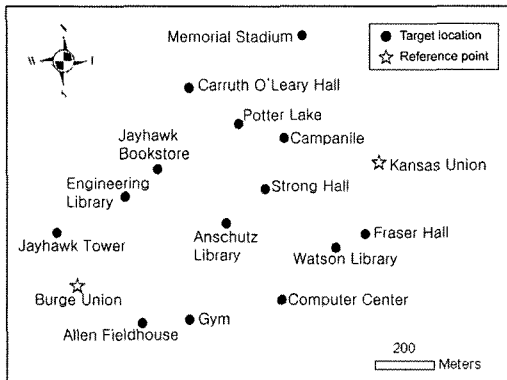 Memorial Stadium
Target location
Reference point
N
W
Carruth O'Leary Hall
Potter Lake
Jayhawk
Bookstore
Campanile
Kansas Union
Engineering
Library
Strong Hall
Jayhawk Tower
Anschutz
Library
Fraser Hall
Watson Library
Burge Union
Computer Center
Allen Fieldhouse
Gym
200
Meters